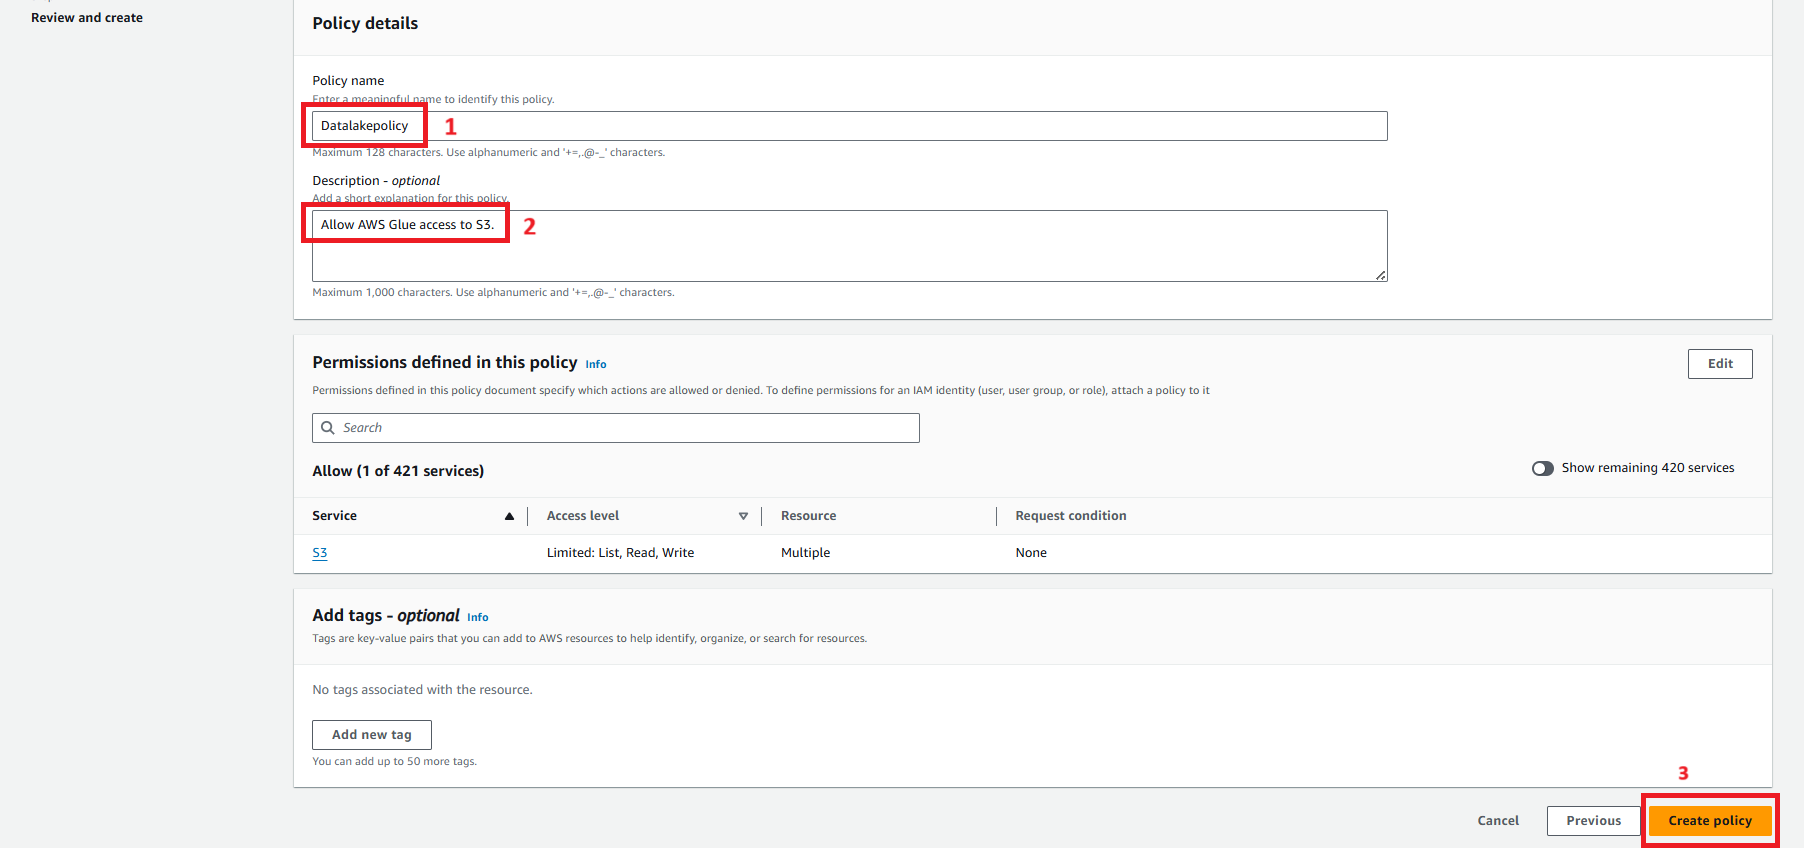 Review and create
Policy details
Policy name
Enter a meaningful name to identify this policy.
Datalakepolicy
1
Maximum 128 characters. Use alphanumeric and '+=,.@-_' characters.
Description - optional
Add a short explanation for this policy.
Allow AWS Glue access to S3.
2
Maximum 1,000 characters. Use alphanumeric and '+=,.@-_' characters.
Permissions defined in this policy Info
Edit
Permissions defined in this policy document specify which actions are allowed or denied. To define permissions for an IAM identity (user, user group, or role), attach a policy to it
Search
Allow (1 of 421 services)
Show remaining 420 services
Service Access level Resource Request condition
S3 Limited: List, Read, Write Multiple None
Add tags - optional Info
Tags are key-value pairs that you can add to AWS resources to help identify, organize, or search for resources.
No tags associated with the resource.
Add new tag
You can add up to 50 more tags.
3
Cancel Previous Create policy